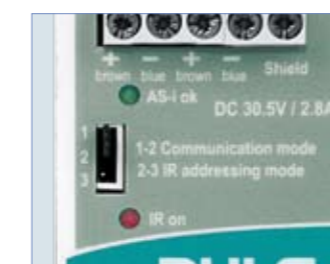 + − + −
brown blue brown blue Shield
AS-i ok
DC 30.5V / 2.8A
1
2
3
1-2 Communication mode
2-3 IR addressing mode
IR on
PULS